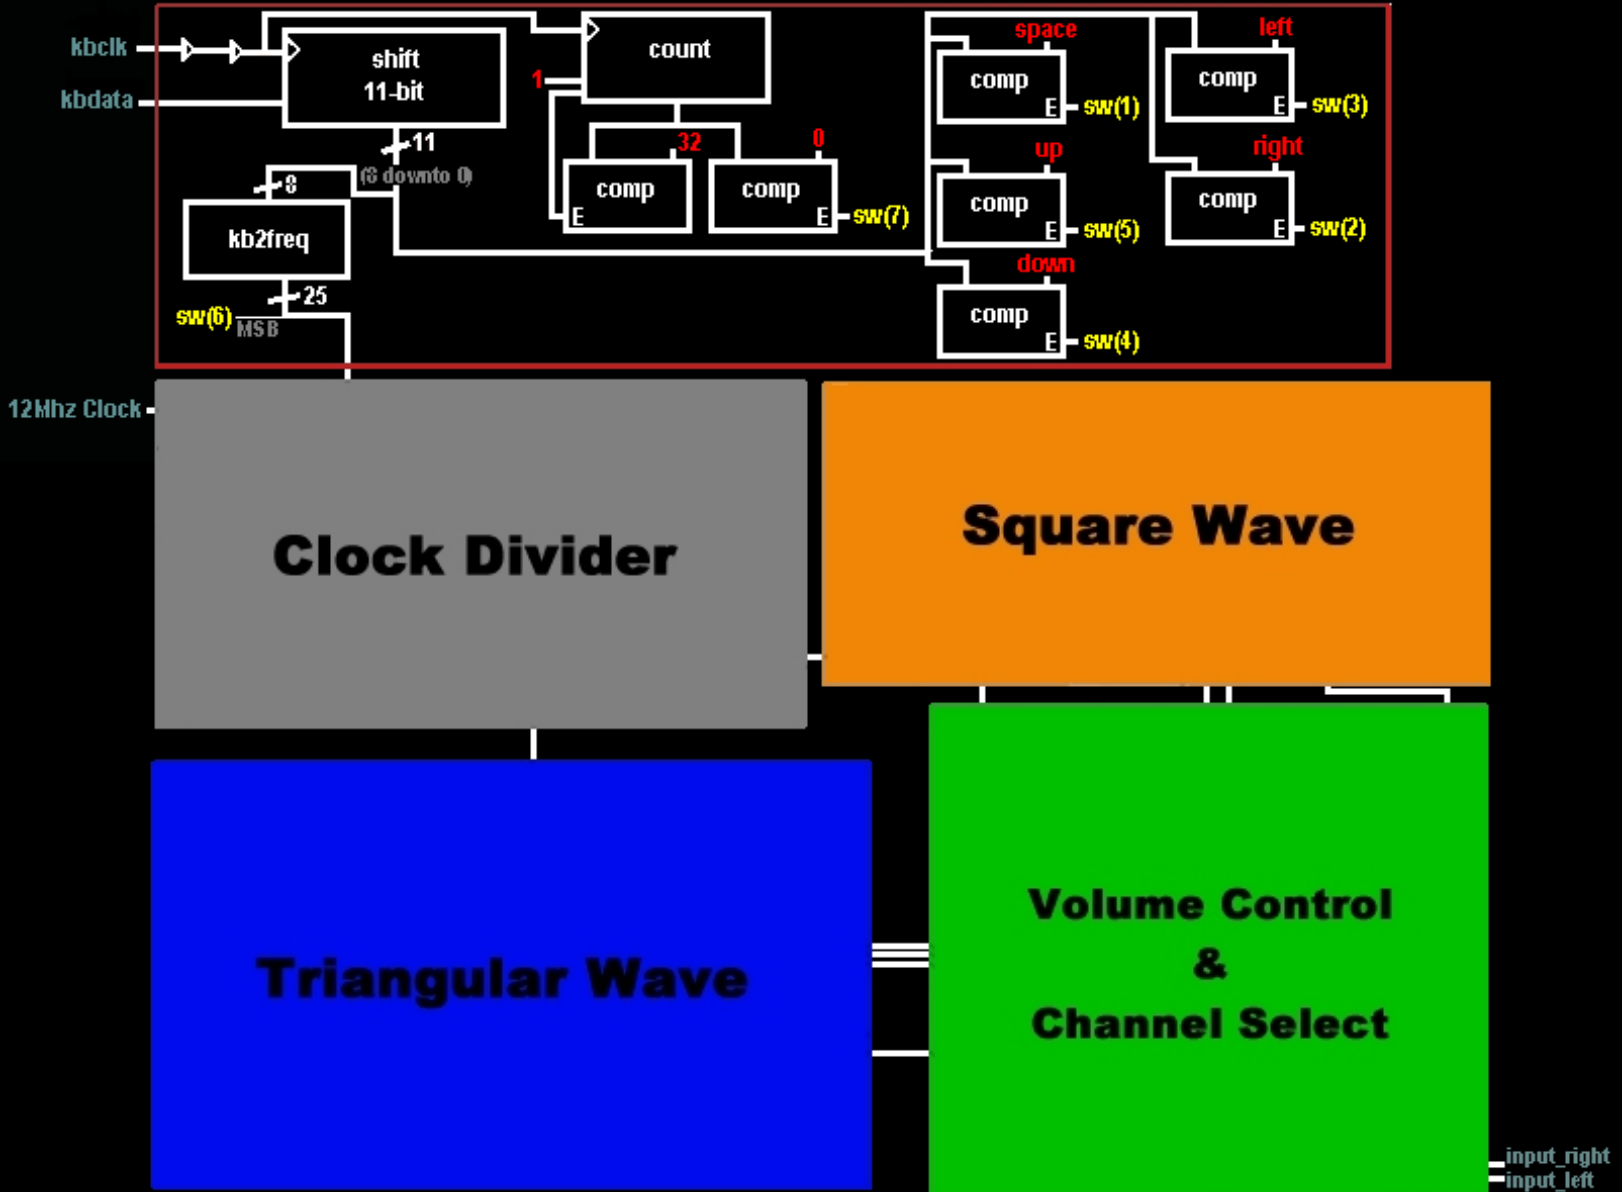 kbclk
kbdata
shift
11-bit
11
(8 downto 0)
8
kb2freq
25
sw(6)
MSB
count
1
32
comp
E
0
comp
E
sw(7)
space
comp
E
sw(1)
left
comp
E
sw(3)
up
comp
E
sw(5)
right
comp
E
sw(2)
down
comp
E
sw(4)
12Mhz Clock
Clock Divider
Square Wave
Triangular Wave
Volume Control
&
Channel Select
input_right
input_left